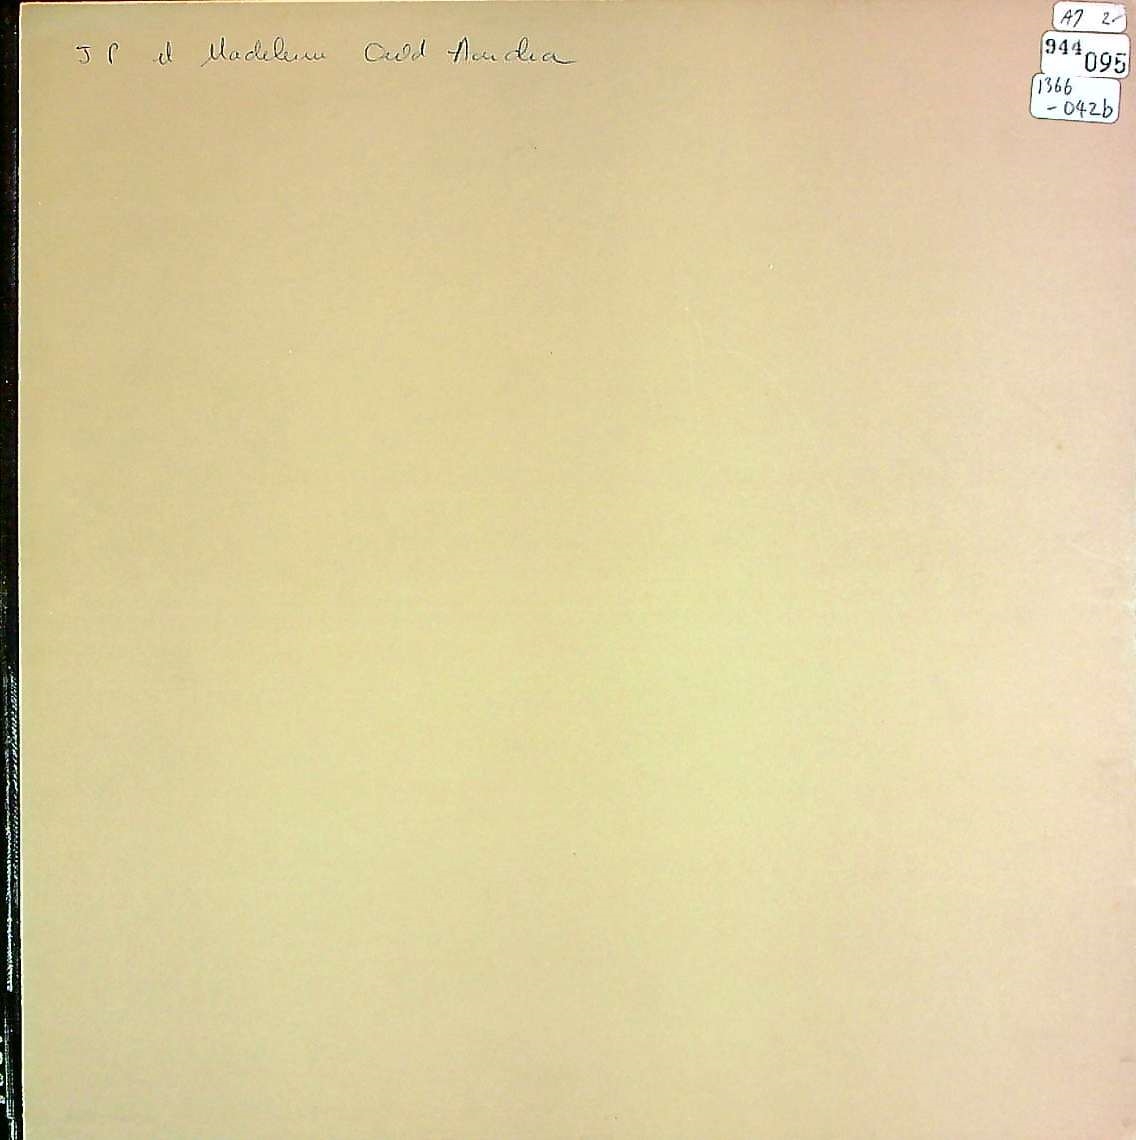 J P et Madeleine
A7 2-
944 095
1366
-042b